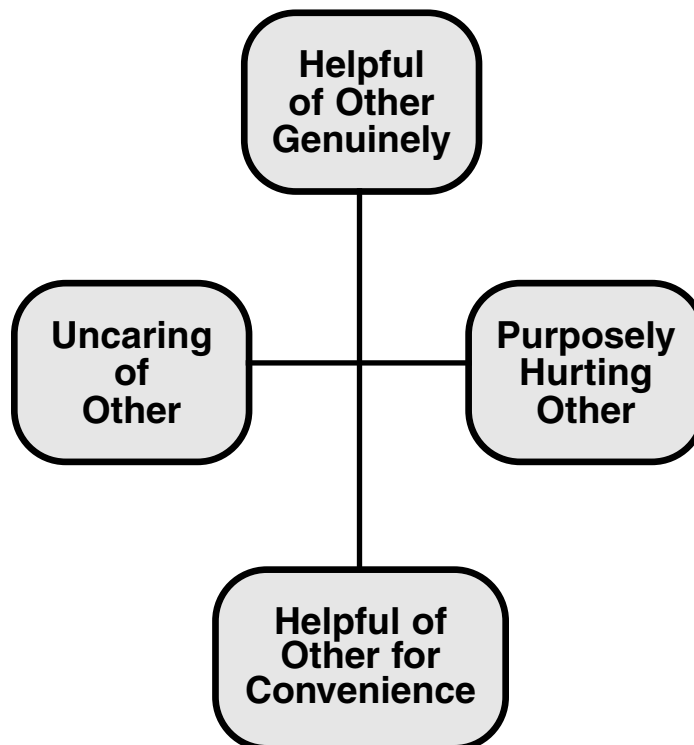 Helpful
of Other
Genuinely
Uncaring
of
Other
Purposely
Hurting
Other
Helpful of
Other for
Convenience